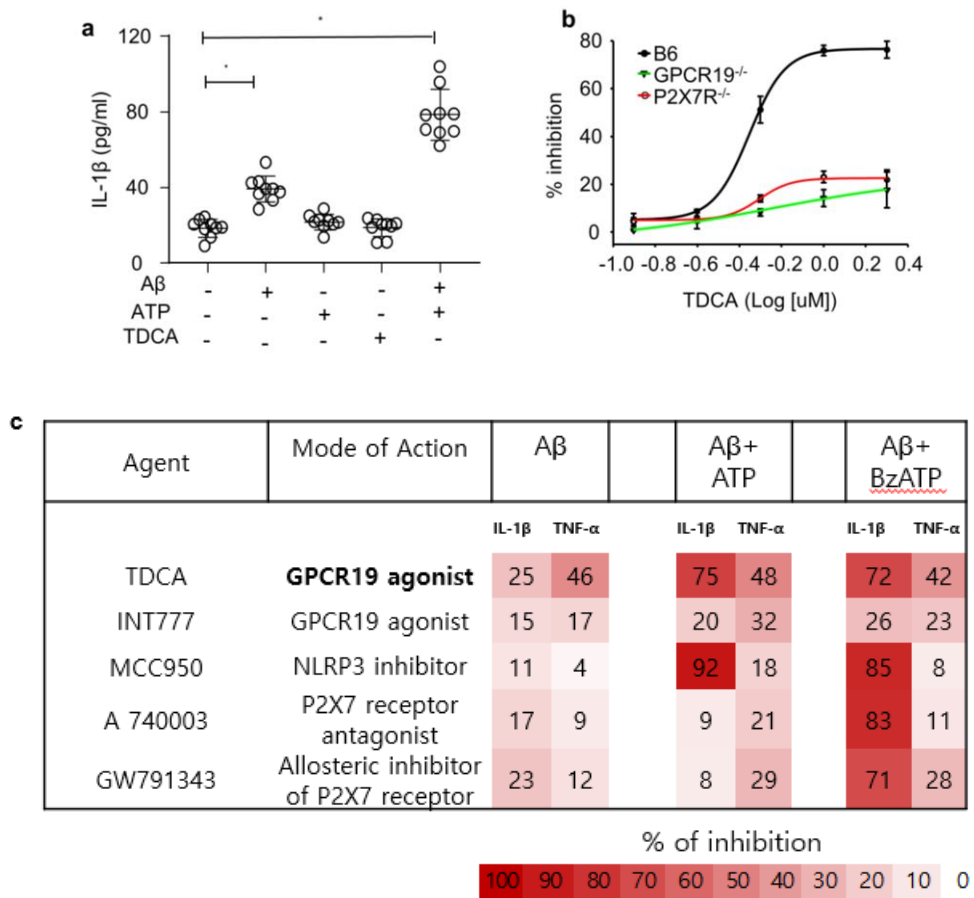 a
*
*
120
80
40
0
IL-1β (pg/ml)
Aβ - + - - +
ATP - - + - +
TDCA - - - + -
b
80
60
40
20
0
% inhibition
B6
GPCR19-/-
P2X7R-/-
-1.0 -0.8 -0.6 -0.4 -0.2 0.0 0.2 0.4
TDCA (Log [uM])
c
Agent Mode of Action Aβ Aβ+ ATP Aβ+ BzATP
IL-1β TNF-α IL-1β TNF-α IL-1β TNF-α
TDCA GPCR19 agonist 25 46 75 48 72 42
INT777 GPCR19 agonist 15 17 20 32 26 23
MCC950 NLRP3 inhibitor 11 4 92 18 85 8
A 740003 P2X7 receptor antagonist 17 9 9 21 83 11
GW791343 Allosteric inhibitor of P2X7 receptor 23 12 8 29 71 28
% of inhibition
100 90 80 70 60 50 40 30 20 10 0